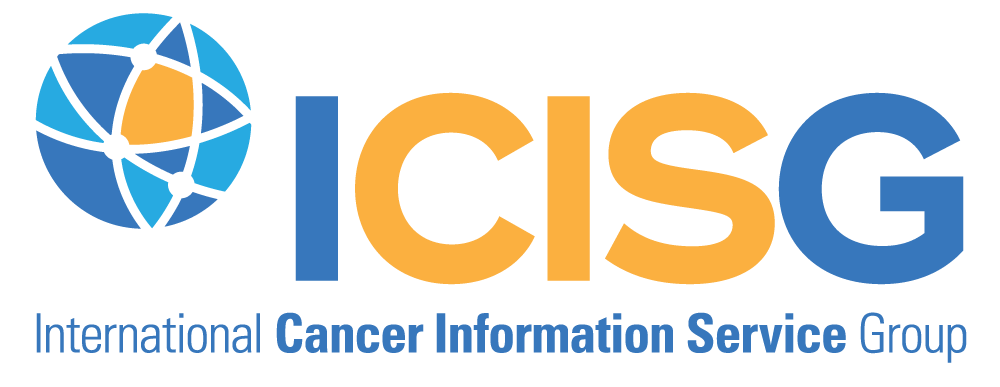 ICISG
International Cancer Information Service Group